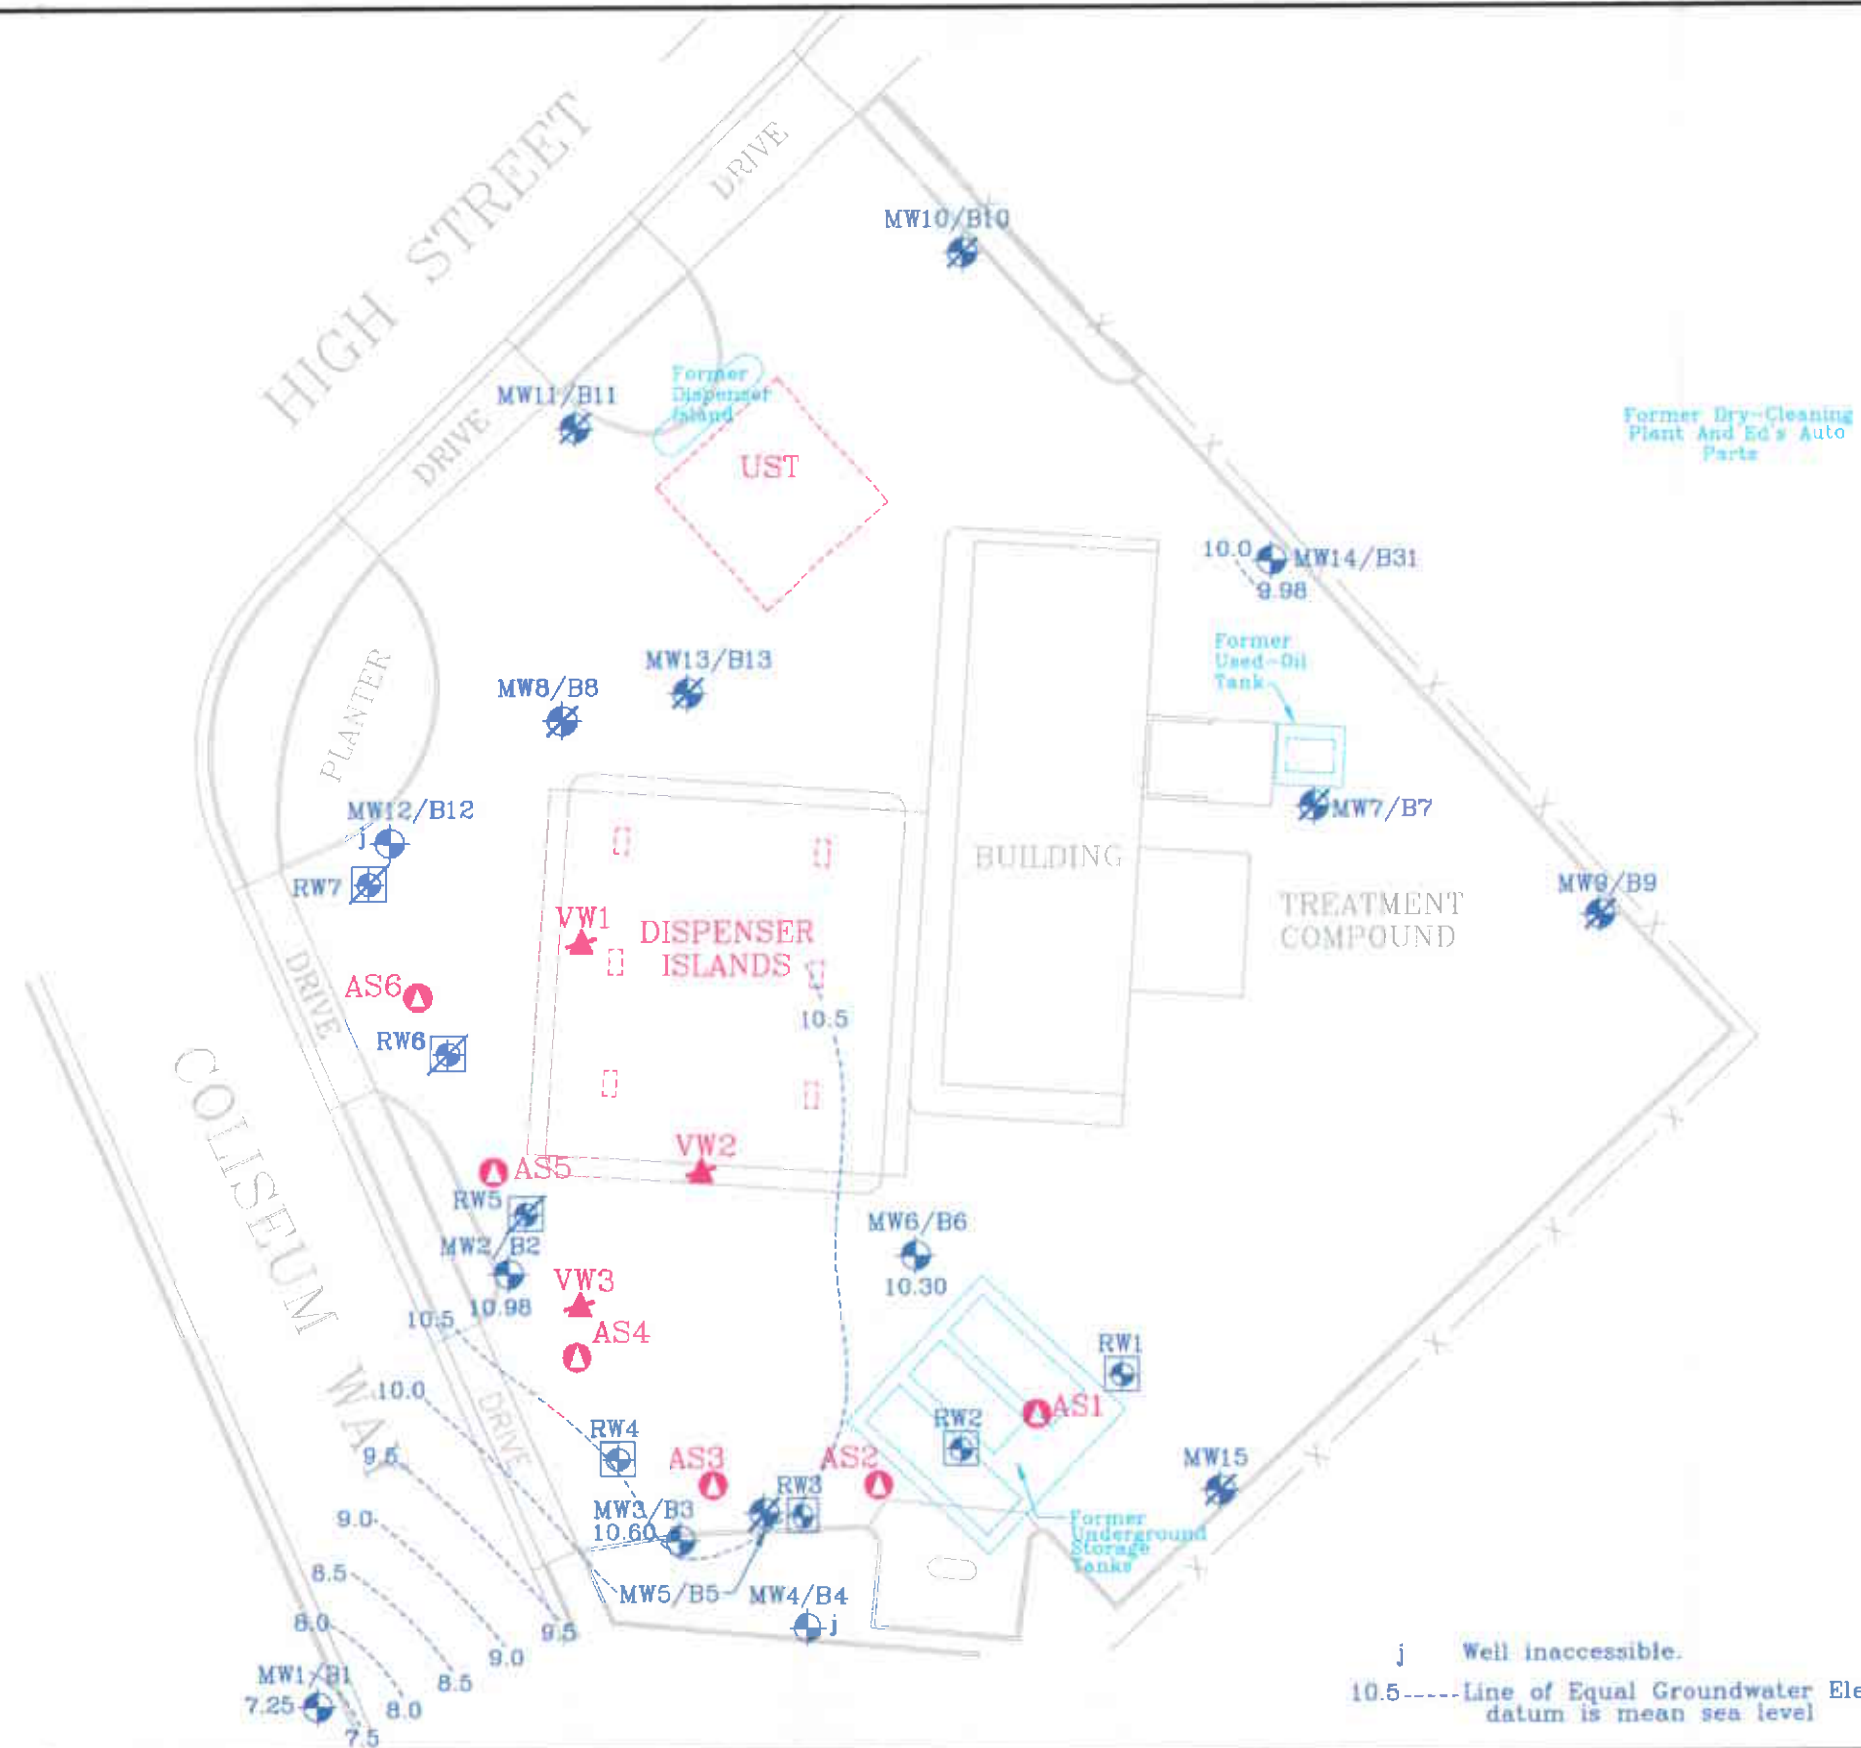 HIGH STREET
DRIVE
MW10/B10
Former
Dispenser
Island
MW11/B11
DRIVE
UST
Former Dry-Cleaning
Plant And Ed's Auto
Parts
10.0
MW14/B31
9.98
Former
Used-Oil
Tank
MW13/B13
MW8/B8
PLANTER
MW12/B12
j
RW7
MW7/B7
BUILDING
TREATMENT
COMPOUND
MW9/B9
VW1
DISPENSER
ISLANDS
DRIVE
AS6
10.5
RW6
COLISEUM WAY
VW2
AS5
RW5
MW2/B2
10.98
MW6/B6
10.30
VW3
AS4
10.5
RW1
10.0
DRIVE
AS1
RW2
RW4
9.5
AS3
AS2
MW15
RW3
MW3/B3
10.60
9.0
Former
Underground
Storage
Tanks
8.5
MW5/B5
MW4/B4
j
8.0
9.5
9.0
8.5
8.0
MW1/B1
7.25
7.5
j Well inaccessible.
10.5 Line of Equal Groundwater Ele
datum is mean sea level